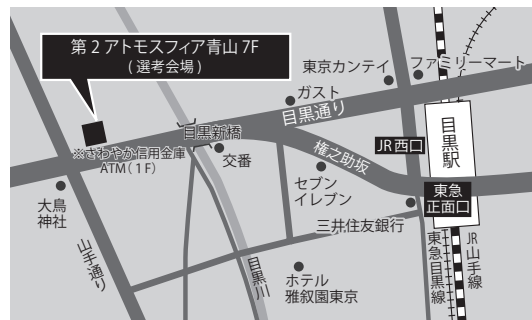 第2アトモスフィア青山 7F
(選考会場)
※さわやか信用金庫
ATM(1F)
大鳥
神社
山手通り
目黒新橋
交番
目黒川
ガスト
目黒通り
東京カンテイ
ファミリーマート
権之助坂
JR西口
目黒駅
東急
正面口
セブン
イレブン
三井住友銀行
ホテル
雅叙園東京
東急目黒線
JR山手線